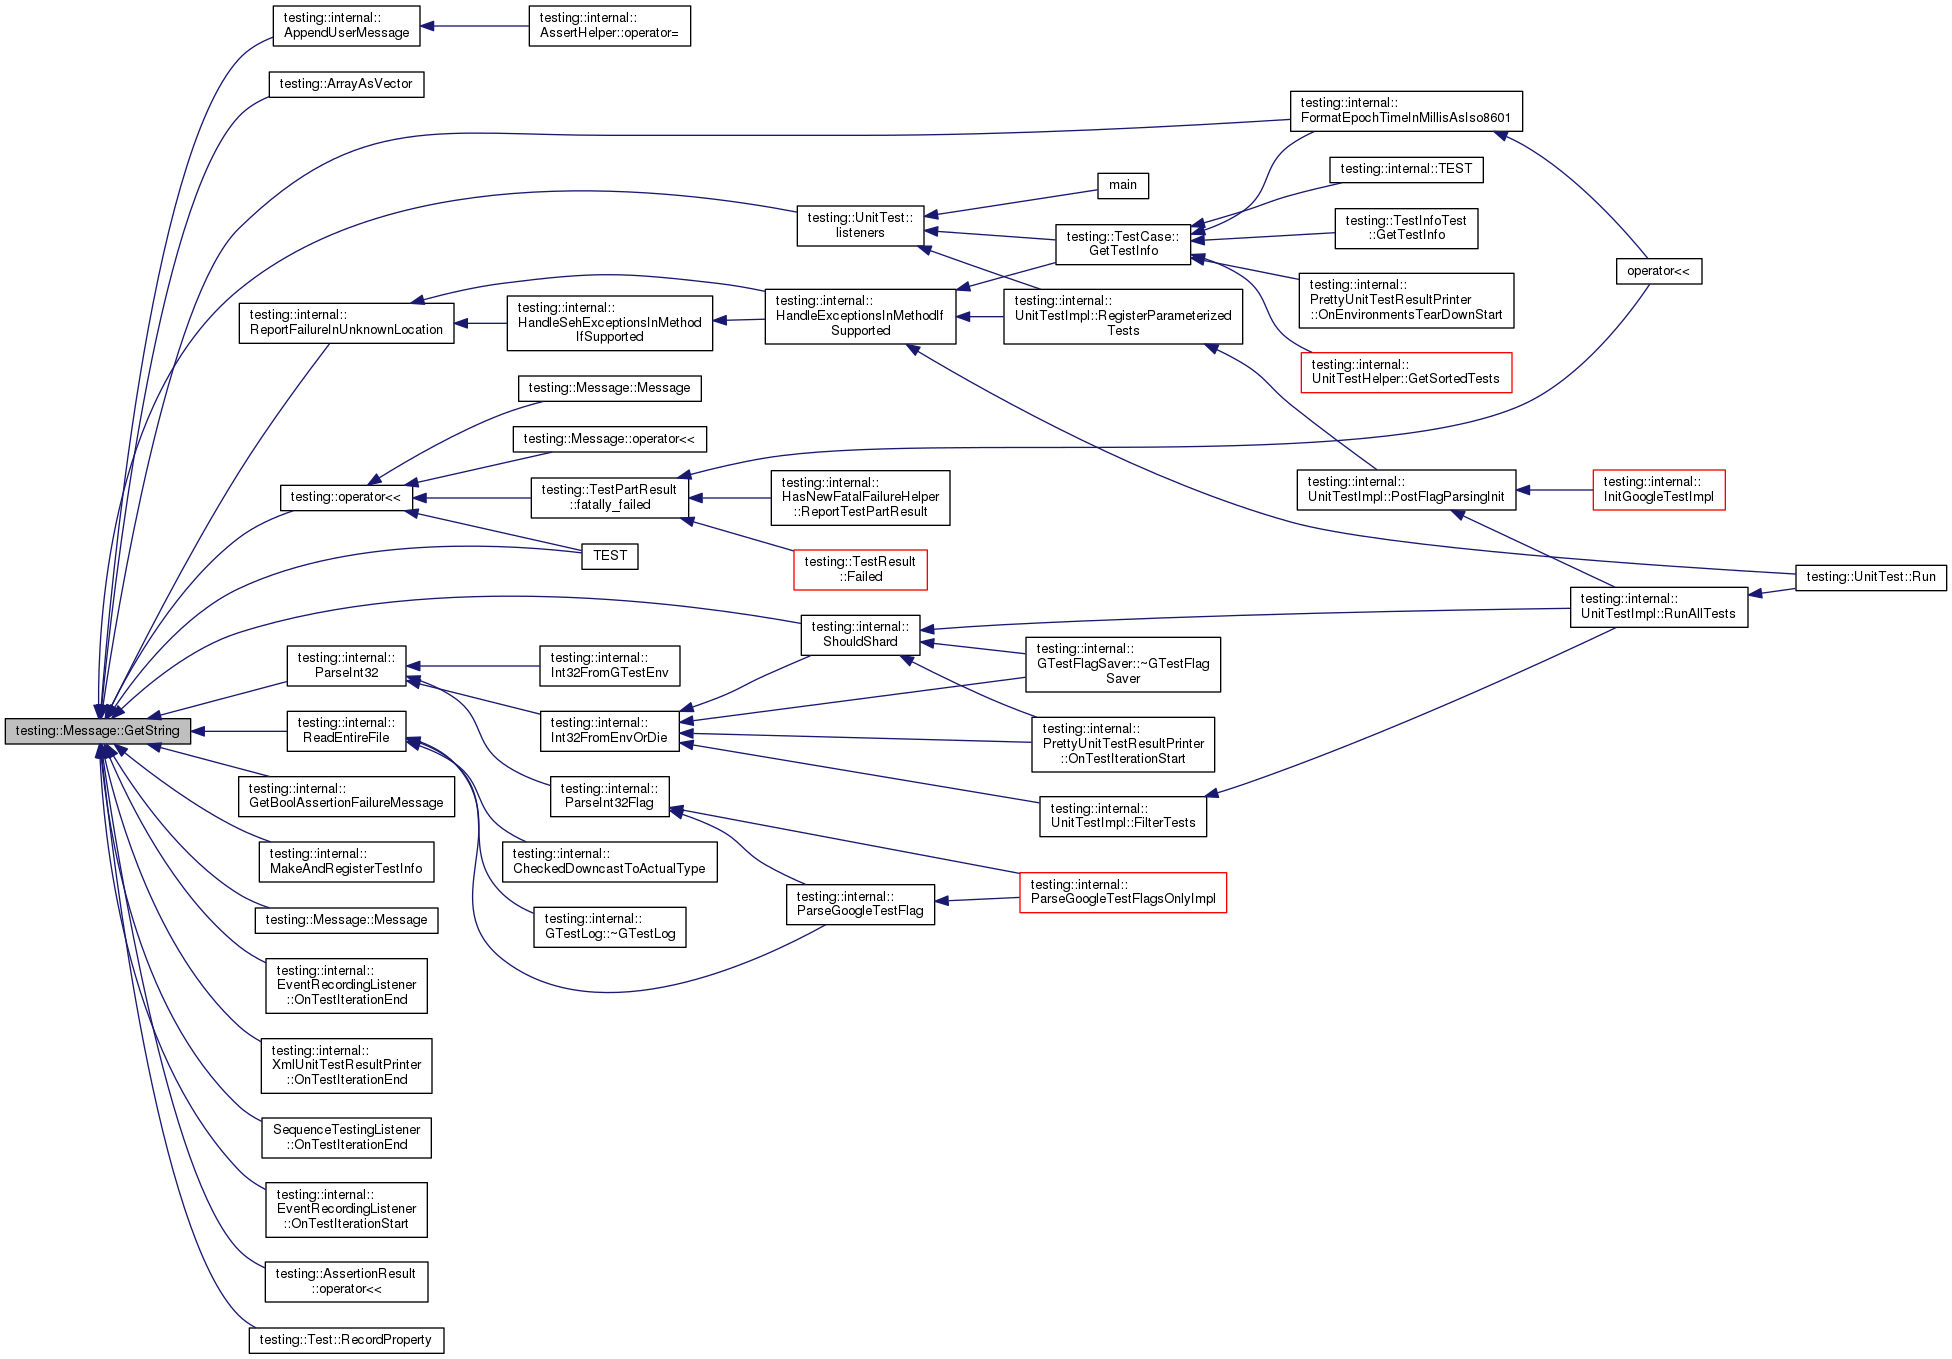 testing::internal::
AppendUserMessage
testing::internal::
AssertHelper::operator=
testing::ArrayAsVector
testing::internal::
FormatEpochTimeInMillisAsIso8601
testing::internal::TEST
main
testing::UnitTest::
listeners
testing::TestCase::
GetTestInfo
testing::TestInfoTest
::GetTestInfo
operator<<
testing::internal::
PrettyUnitTestResultPrinter
::OnEnvironmentsTearDownStart
testing::internal::
ReportFailureInUnknownLocation
testing::internal::
HandleSehExceptionsInMethod
IfSupported
testing::internal::
HandleExceptionsInMethodIf
Supported
testing::internal::
UnitTestImpl::RegisterParameterized
Tests
testing::internal::
UnitTestHelper::GetSortedTests
testing::Message::Message
testing::Message::operator<<
testing::operator<<
testing::TestPartResult
::fatally_failed
testing::internal::
HasNewFatalFailureHelper
::ReportTestPartResult
testing::internal::
UnitTestImpl::PostFlagParsingInit
testing::internal::
InitGoogleTestImpl
TEST
testing::TestResult
::Failed
testing::UnitTest::Run
testing::internal::
UnitTestImpl::RunAllTests
testing::internal::
ShouldShard
testing::internal::
GTestFlagSaver::~GTestFlag
Saver
testing::internal::
ParseInt32
testing::internal::
Int32FromGTestEnv
testing::Message::GetString
testing::internal::
ReadEntireFile
testing::internal::
Int32FromEnvOrDie
testing::internal::
PrettyUnitTestResultPrinter
::OnTestIterationStart
testing::internal::
GetBoolAssertionFailureMessage
testing::internal::
ParseInt32Flag
testing::internal::
UnitTestImpl::FilterTests
testing::internal::
MakeAndRegisterTestInfo
testing::internal::
CheckedDowncastToActualType
testing::internal::
ParseGoogleTestFlag
testing::internal::
ParseGoogleTestFlagsOnlyImpl
testing::Message::Message
testing::internal::
GTestLog::~GTestLog
testing::internal::
EventRecordingListener
::OnTestIterationEnd
testing::internal::
XmlUnitTestResultPrinter
::OnTestIterationEnd
SequenceTestingListener
::OnTestIterationEnd
testing::internal::
EventRecordingListener
::OnTestIterationStart
testing::AssertionResult
::operator<<
testing::Test::RecordProperty